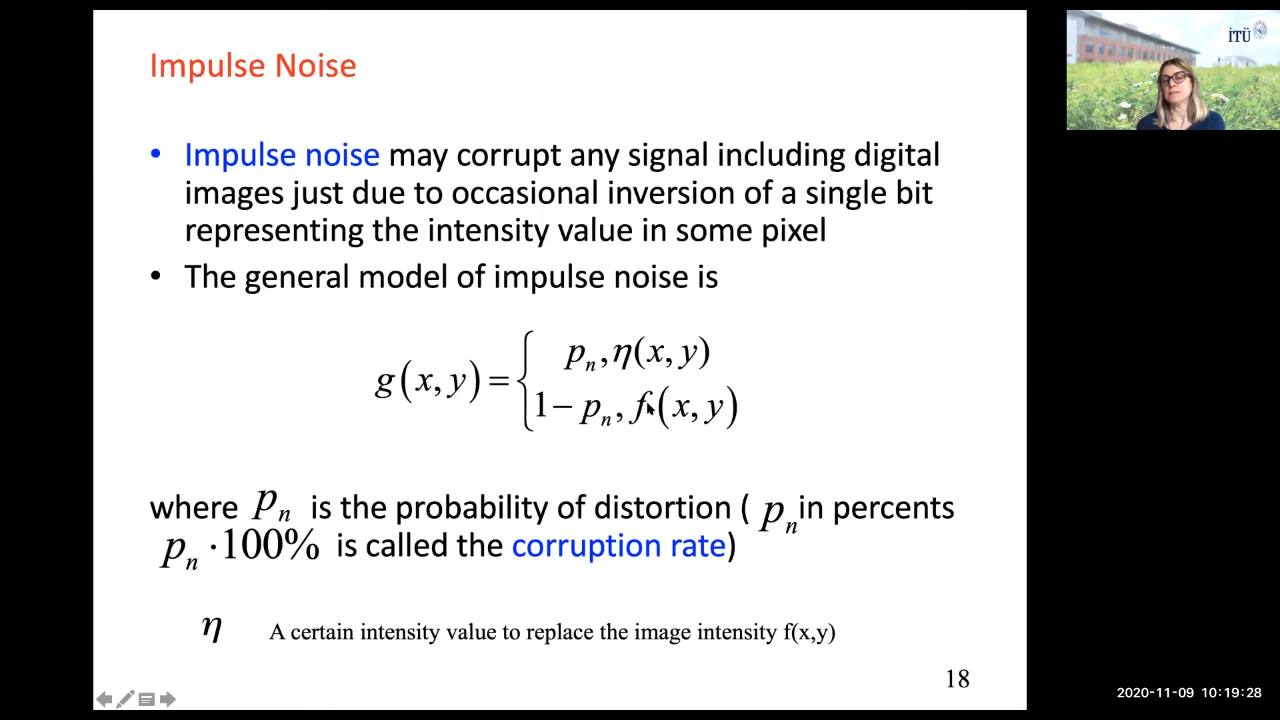 Impulse Noise
İTÜ
• Impulse noise may corrupt any signal including digital
images just due to occasional inversion of a single bit
representing the intensity value in some pixel
• The general model of impulse noise is
g(x, y) = { pₙ, η(x, y)
1 − pₙ, f(x, y)
where pₙ is the probability of distortion ( pₙ in percents
pₙ ·100% is called the corruption rate)
η A certain intensity value to replace the image intensity f(x,y)
18
2020-11-09 10:19:28